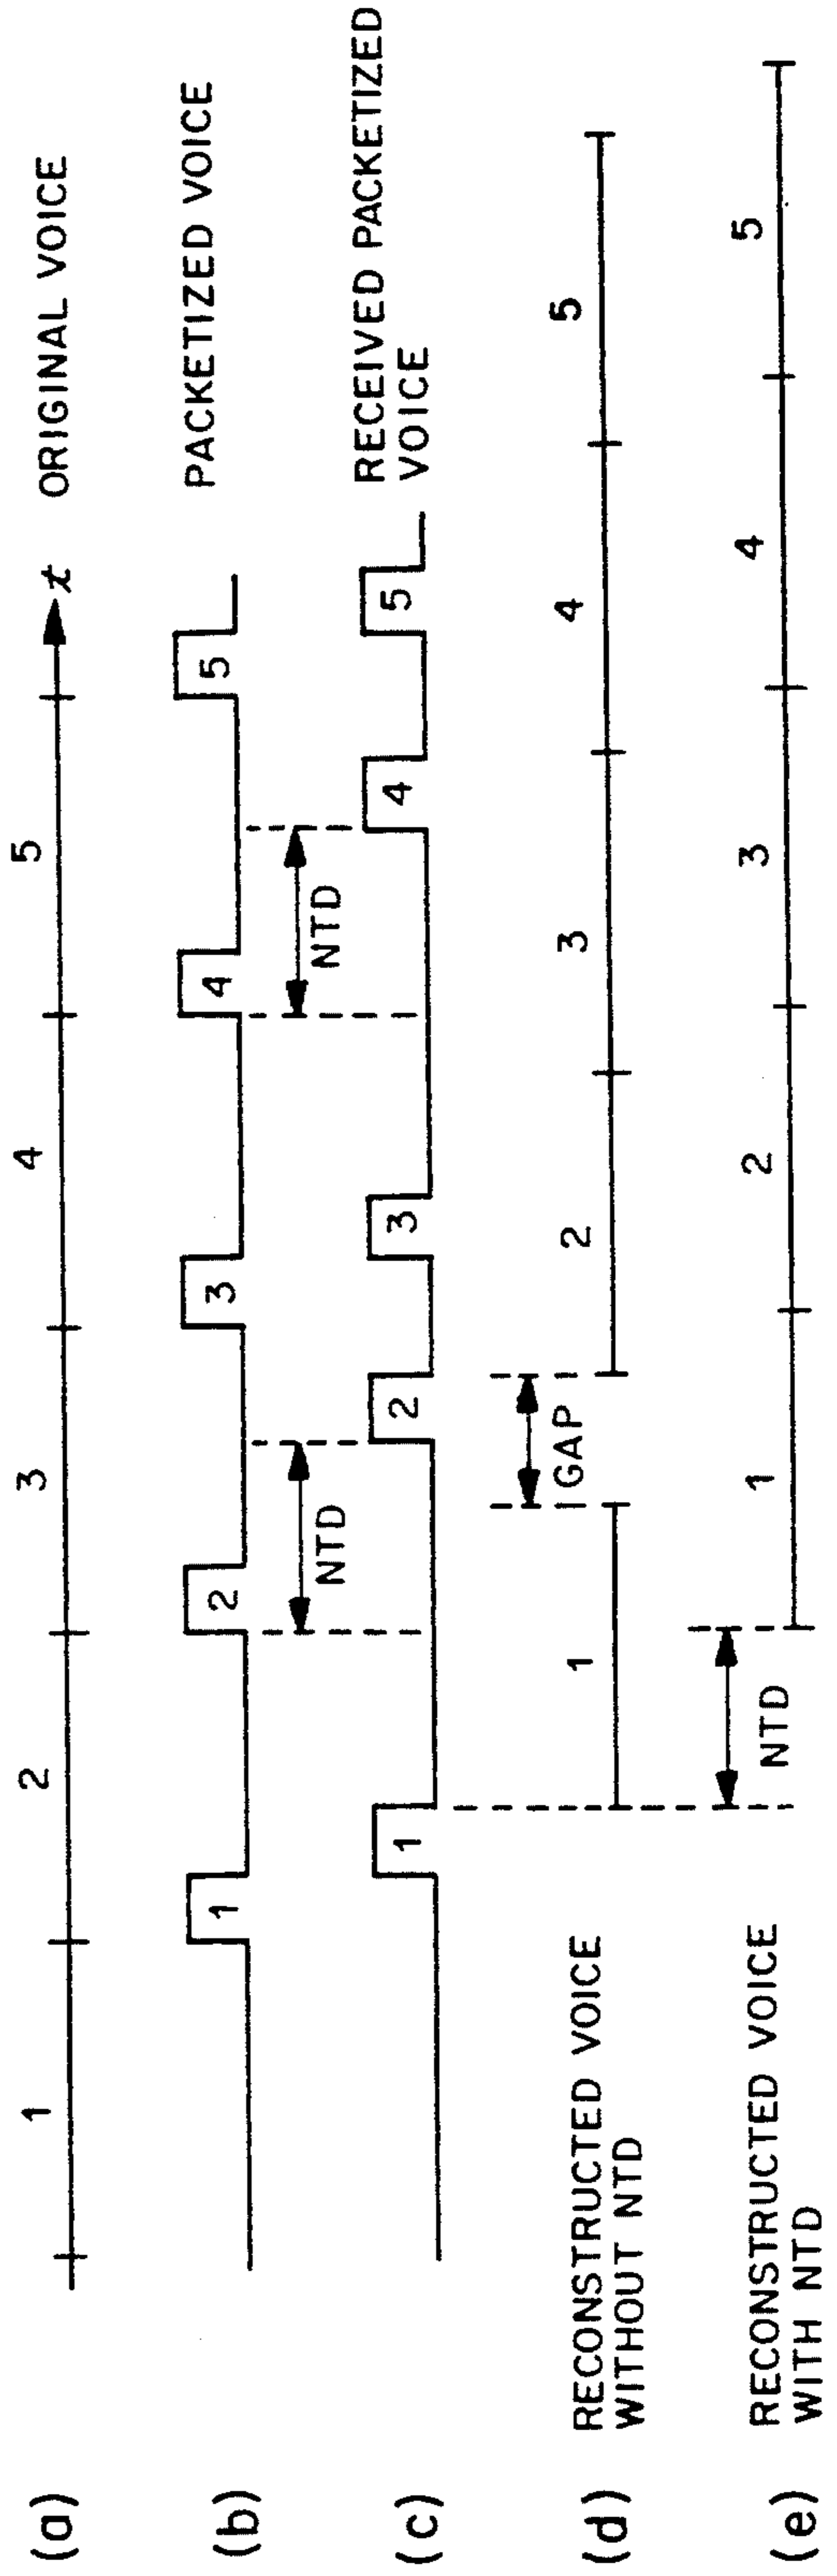 (a) 1 2 3 4 5 t ORIGINAL VOICE
(b) 1 2 3 4 5 PACKETIZED VOICE
NTD NTD
(c) 1 2 3 4 5 RECEIVED PACKETIZED
VOICE
GAP
(d) RECONSTRUCTED VOICE
WITHOUT NTD
1 2 3 4 5
(e) RECONSTRUCTED VOICE
WITH NTD
NTD
1 2 3 4 5